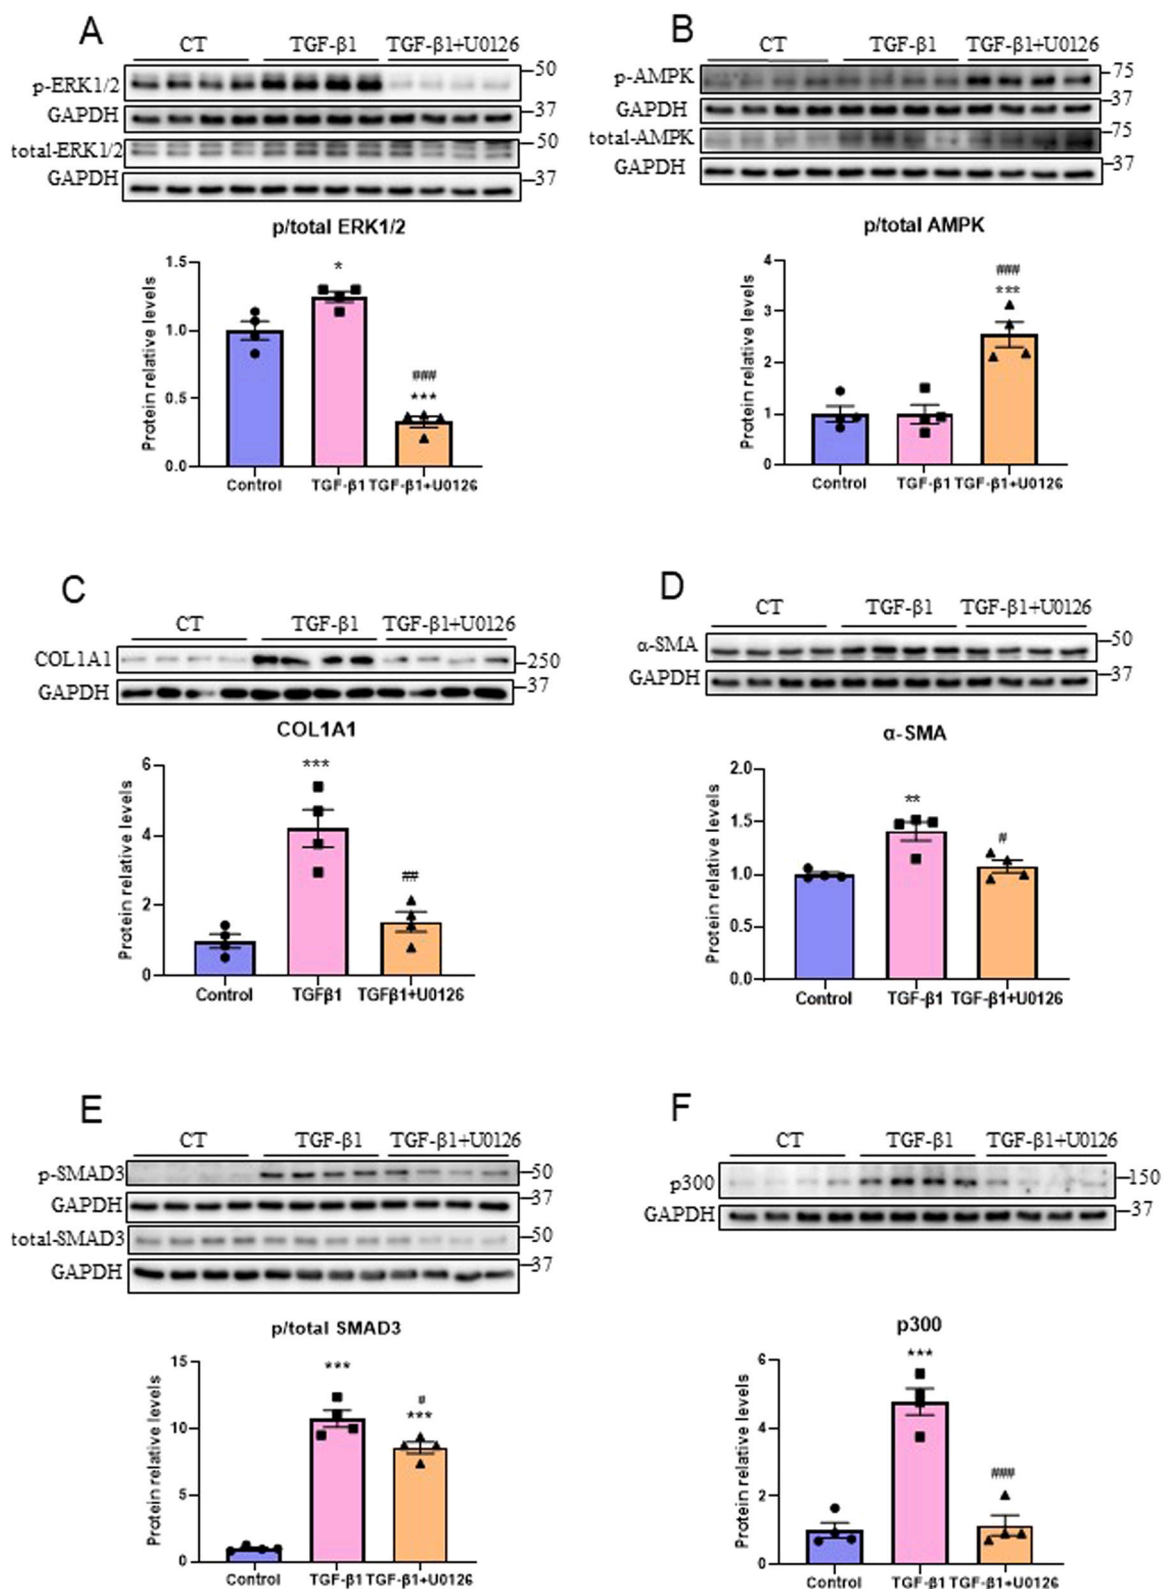 A
CT TGF-β1 TGF-β1+U0126
p-ERK1/2 50
GAPDH 37
total-ERK1/2 50
GAPDH 37
p/total ERK1/2
Protein relative levels
1.5
*
1.0
###
0.5
***
0.0
Control TGF-β1 TGF-β1+U0126
B
CT TGF-β1 TGF-β1+U0126
p-AMPK 75
GAPDH 37
total-AMPK 75
GAPDH 37
p/total AMPK
Protein relative levels
4
###
***
3
2
1
0
Control TGF-β1 TGF-β1+U0126
C
CT TGF-β1 TGF-β1+U0126
COL1A1 250
GAPDH 37
COL1A1
Protein relative levels
6
***
4
##
2
0
Control TGFβ1 TGFβ1+U0126
D
CT TGF-β1 TGF-β1+U0126
α-SMA 50
GAPDH 37
α-SMA
Protein relative levels
2.0
**
1.5
#
1.0
0.5
0.0
Control TGF-β1 TGF-β1+U0126
E
CT TGF-β1 TGF-β1+U0126
p-SMAD3 50
GAPDH 37
total-SMAD3 50
GAPDH 37
p/total SMAD3
Protein relative levels
15
***
#
***
10
5
0
Control TGF-β1 TGF-β1+U0126
F
CT TGF-β1 TGF-β1+U0126
p300 150
GAPDH 37
p300
Protein relative levels
6
***
4
###
2
0
Control TGF-β1 TGF-β1+U0126